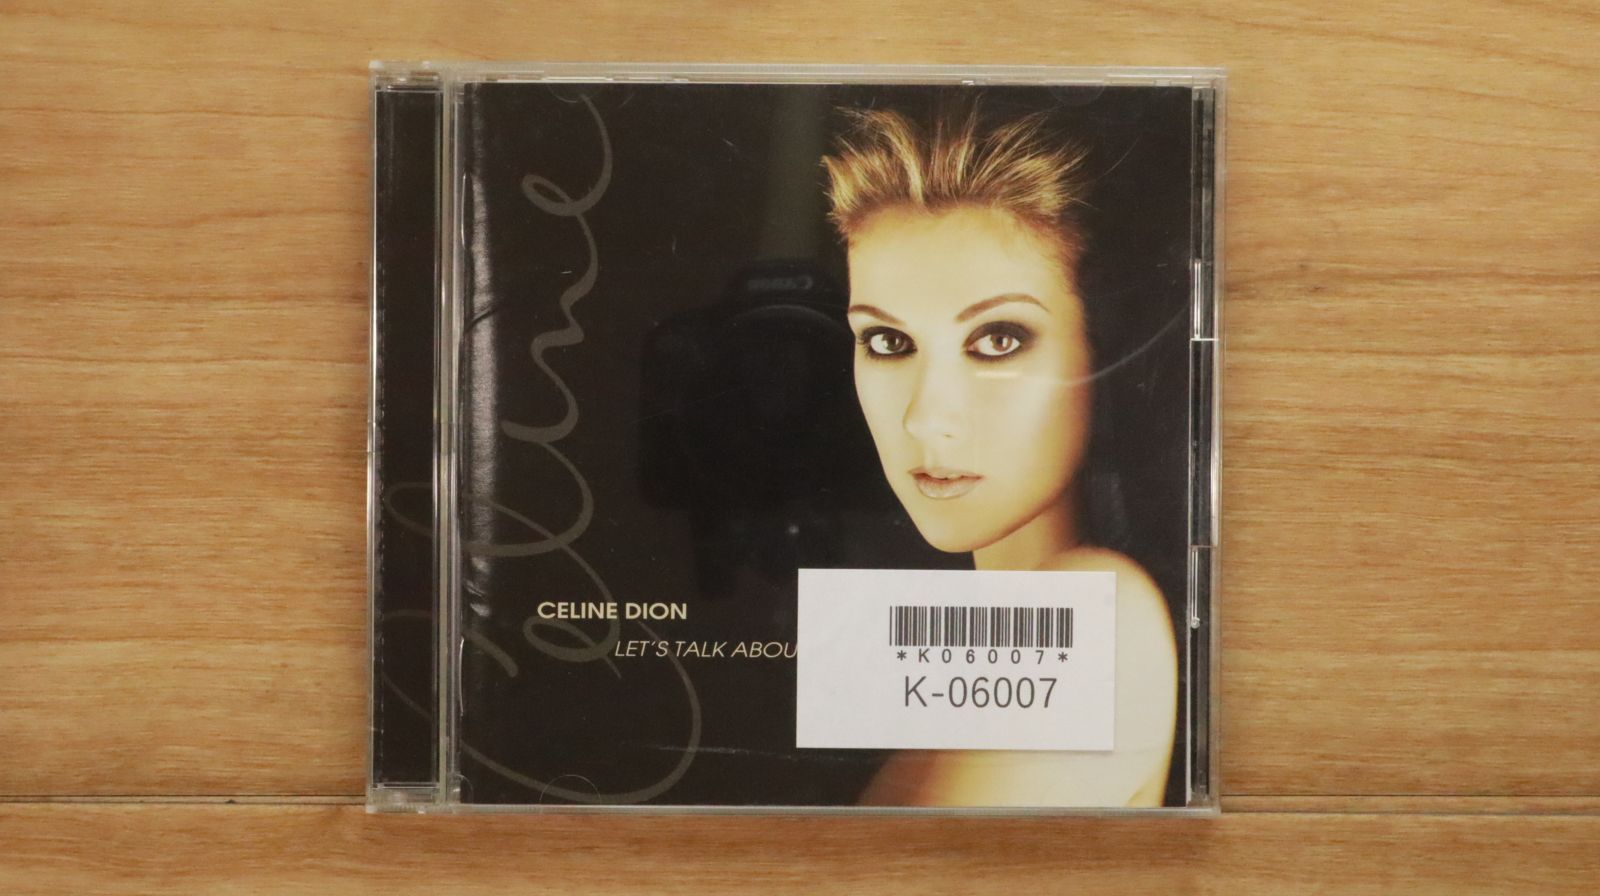 Celine
CELINE DION
LET'S TALK ABOU
*K06007*
K-06007